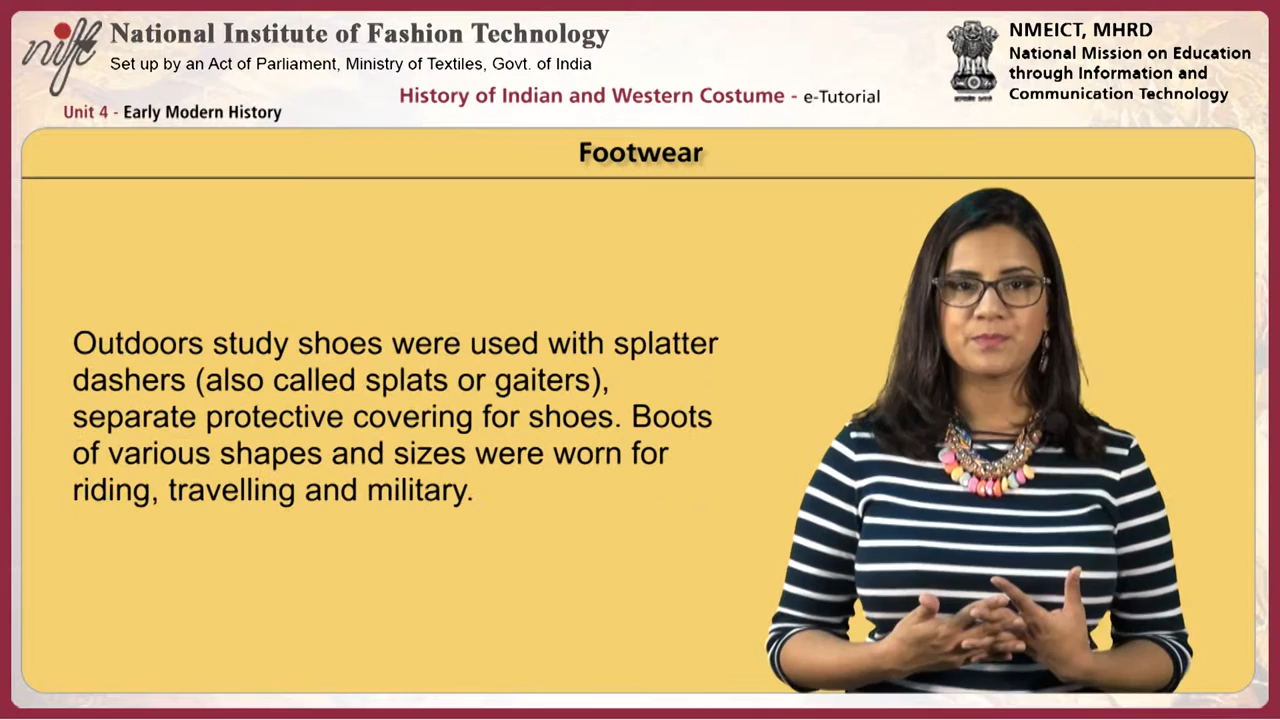 nift National Institute of Fashion Technology
Set up by an Act of Parliament, Ministry of Textiles, Govt. of India
NMEICT, MHRD
National Mission on Education
through Information and
Communication Technology
History of Indian and Western Costume - e-Tutorial
Unit 4 - Early Modern History
Footwear
Outdoors study shoes were used with splatter
dashers (also called splats or gaiters),
separate protective covering for shoes. Boots
of various shapes and sizes were worn for
riding, travelling and military.